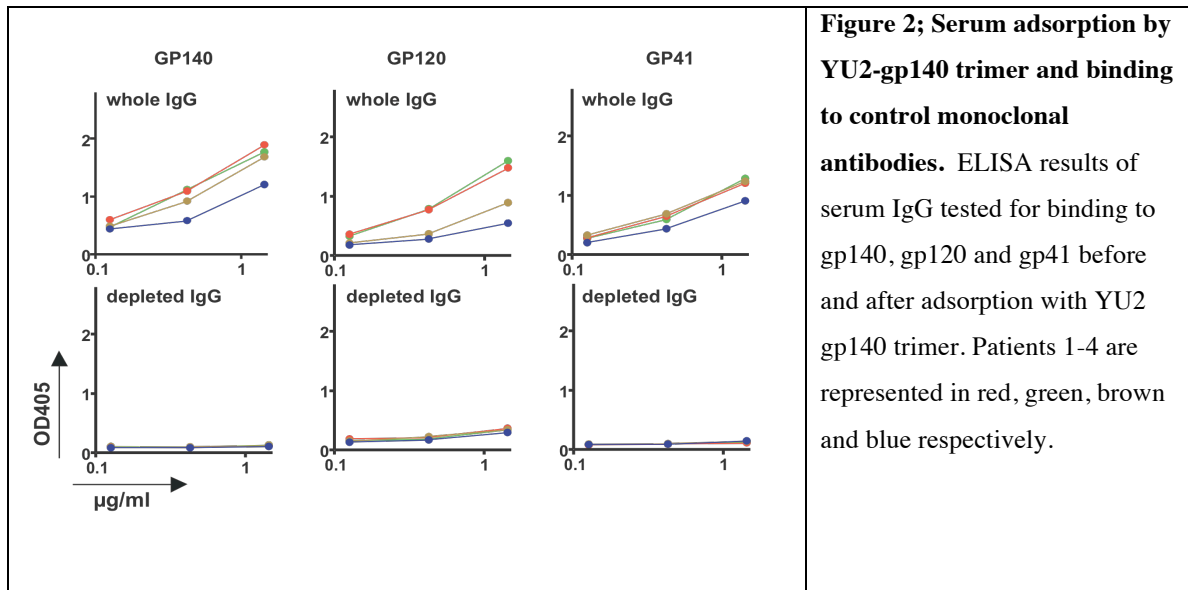 GP140
GP120
GP41
whole IgG
whole IgG
whole IgG
2
1
0
0.1
1
2
1
0
0.1
1
2
1
0
0.1
1
depleted IgG
depleted IgG
depleted IgG
2
1
0
0.1
1
2
1
0
0.1
1
2
1
0
0.1
1
OD405
µg/ml
Figure 2; Serum adsorption by
YU2-gp140 trimer and binding
to control monoclonal
antibodies. ELISA results of
serum IgG tested for binding to
gp140, gp120 and gp41 before
and after adsorption with YU2
gp140 trimer. Patients 1-4 are
represented in red, green, brown
and blue respectively.